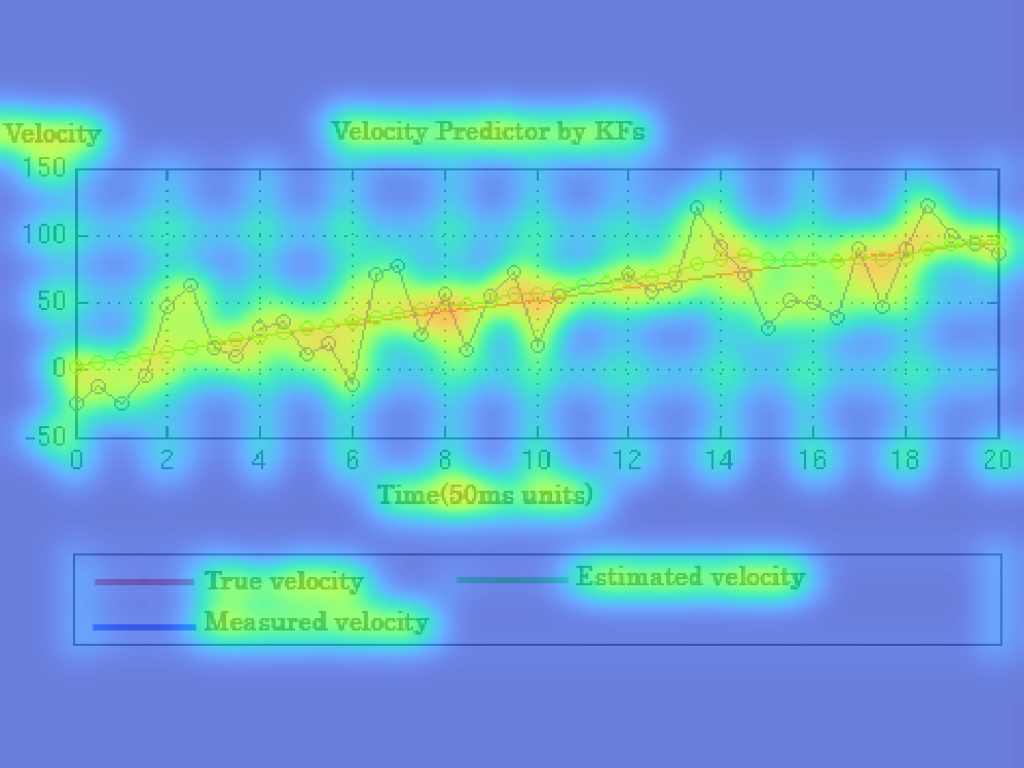 Velocity
Velocity Predictor by KFs
150
100
50
0
-50
0 2 4 6 8 10 12 14 16 18 20
Time(50ms units)
True velocity
Estimated velocity
Measured velocity